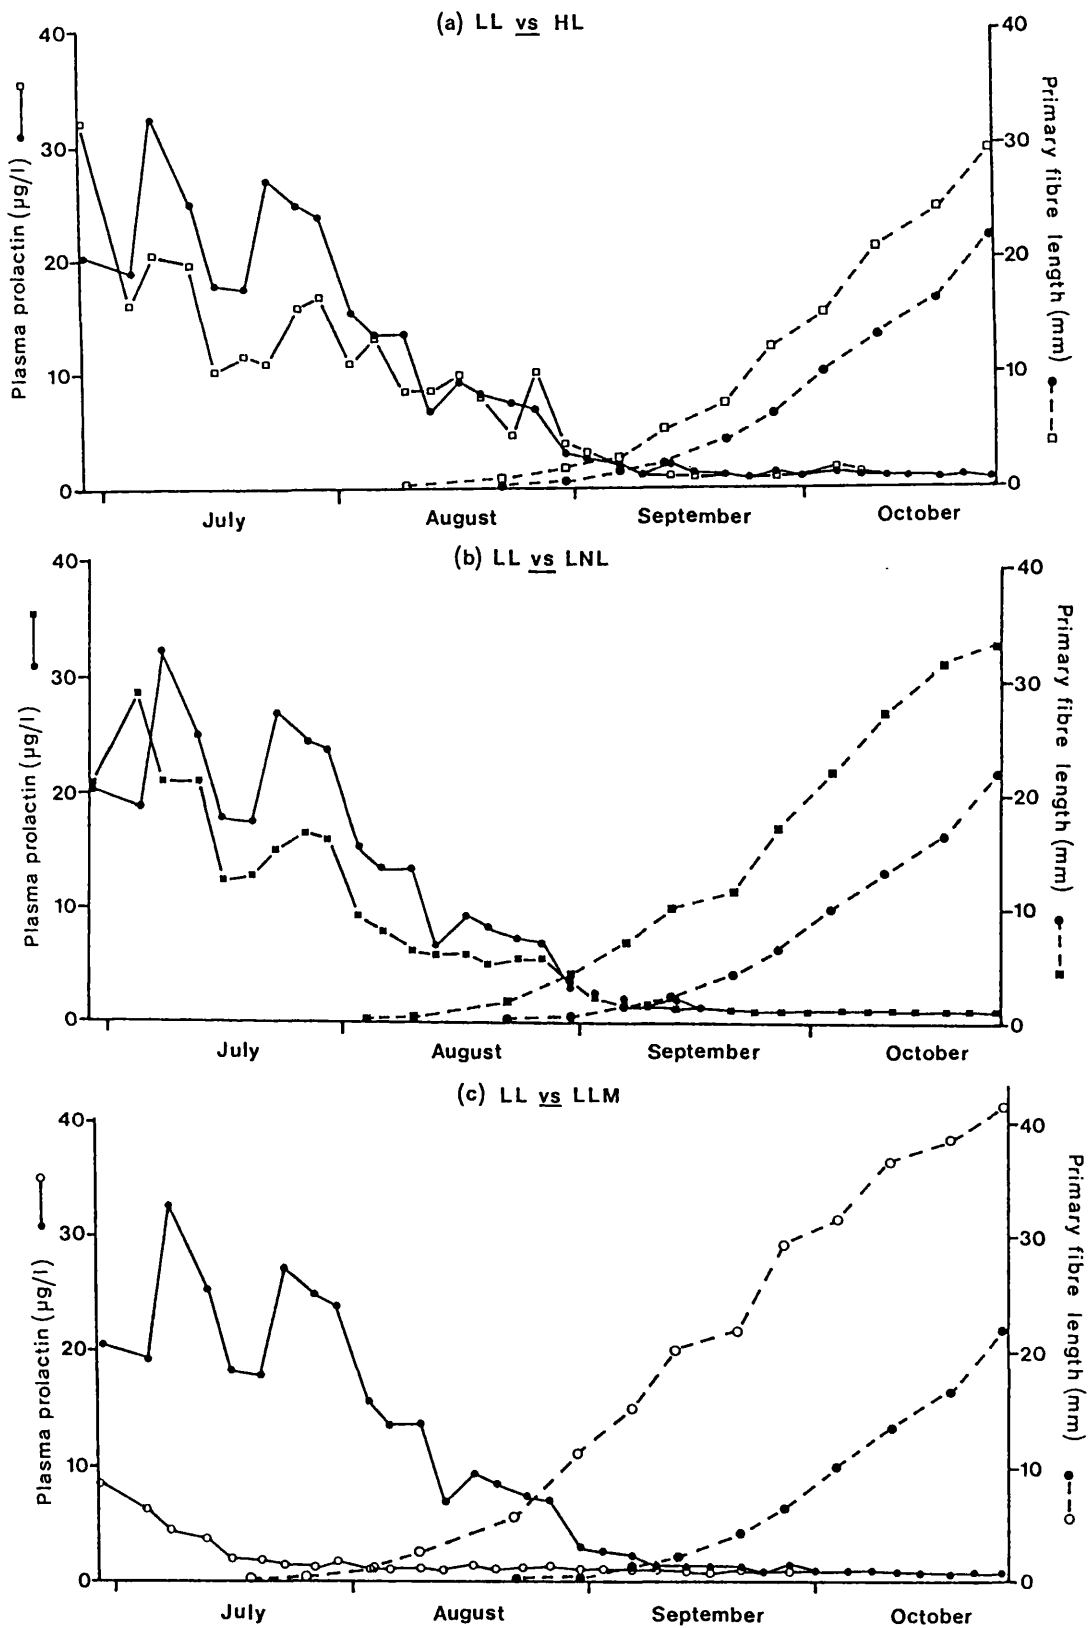 (a) LL vs HL
40
30
20
10
0
Plasma prolactin (µg/l)
40
30
20
10
0
Primary fibre length (mm)
July August September October
(b) LL vs LNL
40
30
20
10
0
Plasma prolactin (µg/l)
40
30
20
10
0
Primary fibre length (mm)
July August September October
(c) LL vs LLM
40
30
20
10
0
Plasma prolactin (µg/l)
40
30
20
10
0
Primary fibre length (mm)
July August September October